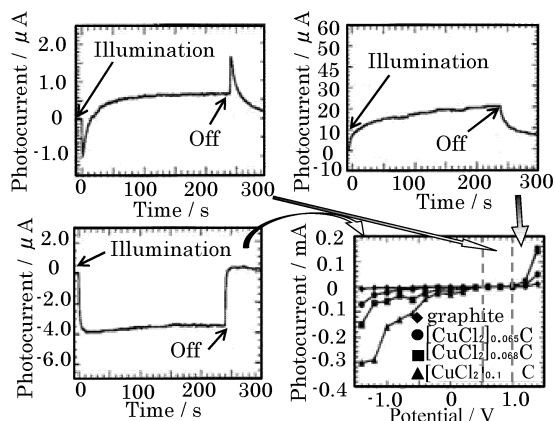 Photocurrent / μA
2.0
1.0
0
-1.0
Illumination
Off
0
100
200
300
Time / s
Photocurrent / μA
60
55
45
35
30
20
10
0
-10
Illumination
Off
0
100
200
300
Time / s
Photocurrent / μA
2.0
0
-2.0
-4.0
-6.0
Illumination
Off
0
100
200
300
Time / s
Photocurrent / mA
0.2
0.1
0
-0.1
-0.2
-0.3
-0.4
graphite
[CuCl2]0.065C
[CuCl2]0.068C
[CuCl2]0.1 C
-1.0
0.0
1.0
Potential / V